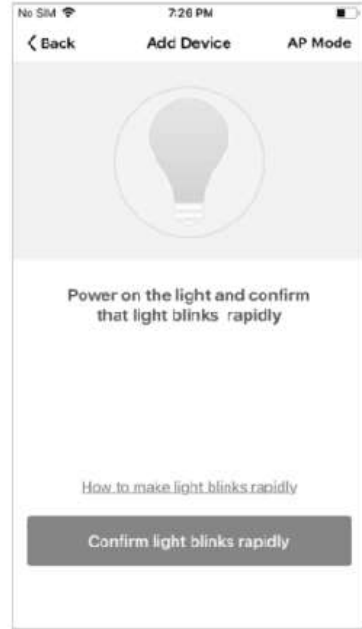 No SIM 7:26 PM
Back Add Device AP Mode
Power on the light and confirm
that light blinks rapidly
How to make light blinks rapidly
Confirm light blinks rapidly